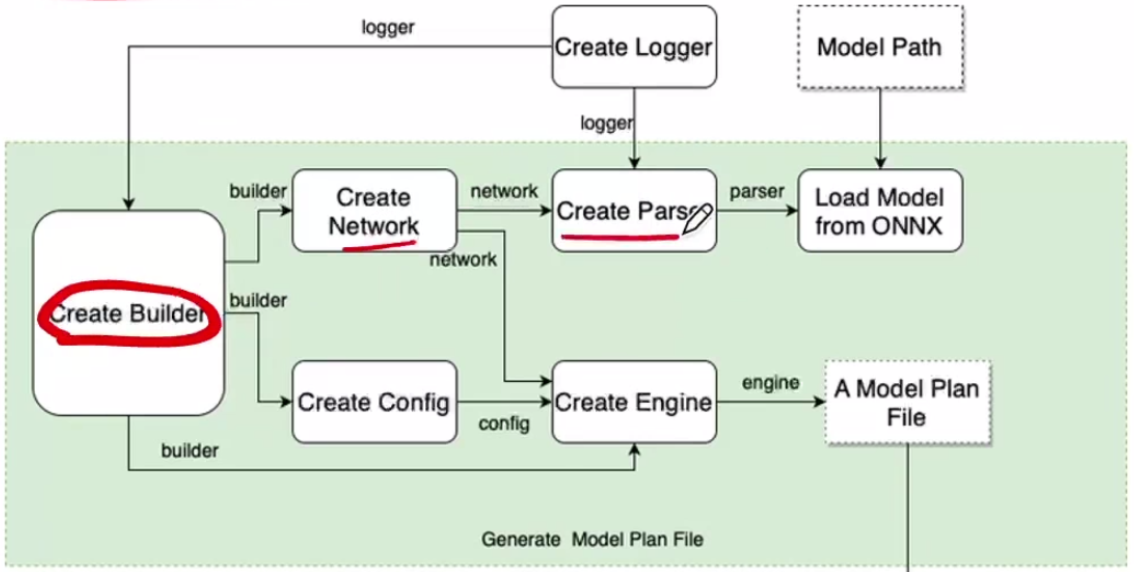 logger
Create Logger
Model Path
logger
builder
Create
Network
network
Create Parse
parser
Load Model
from ONNX
network
Create Builder
builder
Create Config
config
Create Engine
engine
A Model Plan
File
builder
Generate Model Plan File